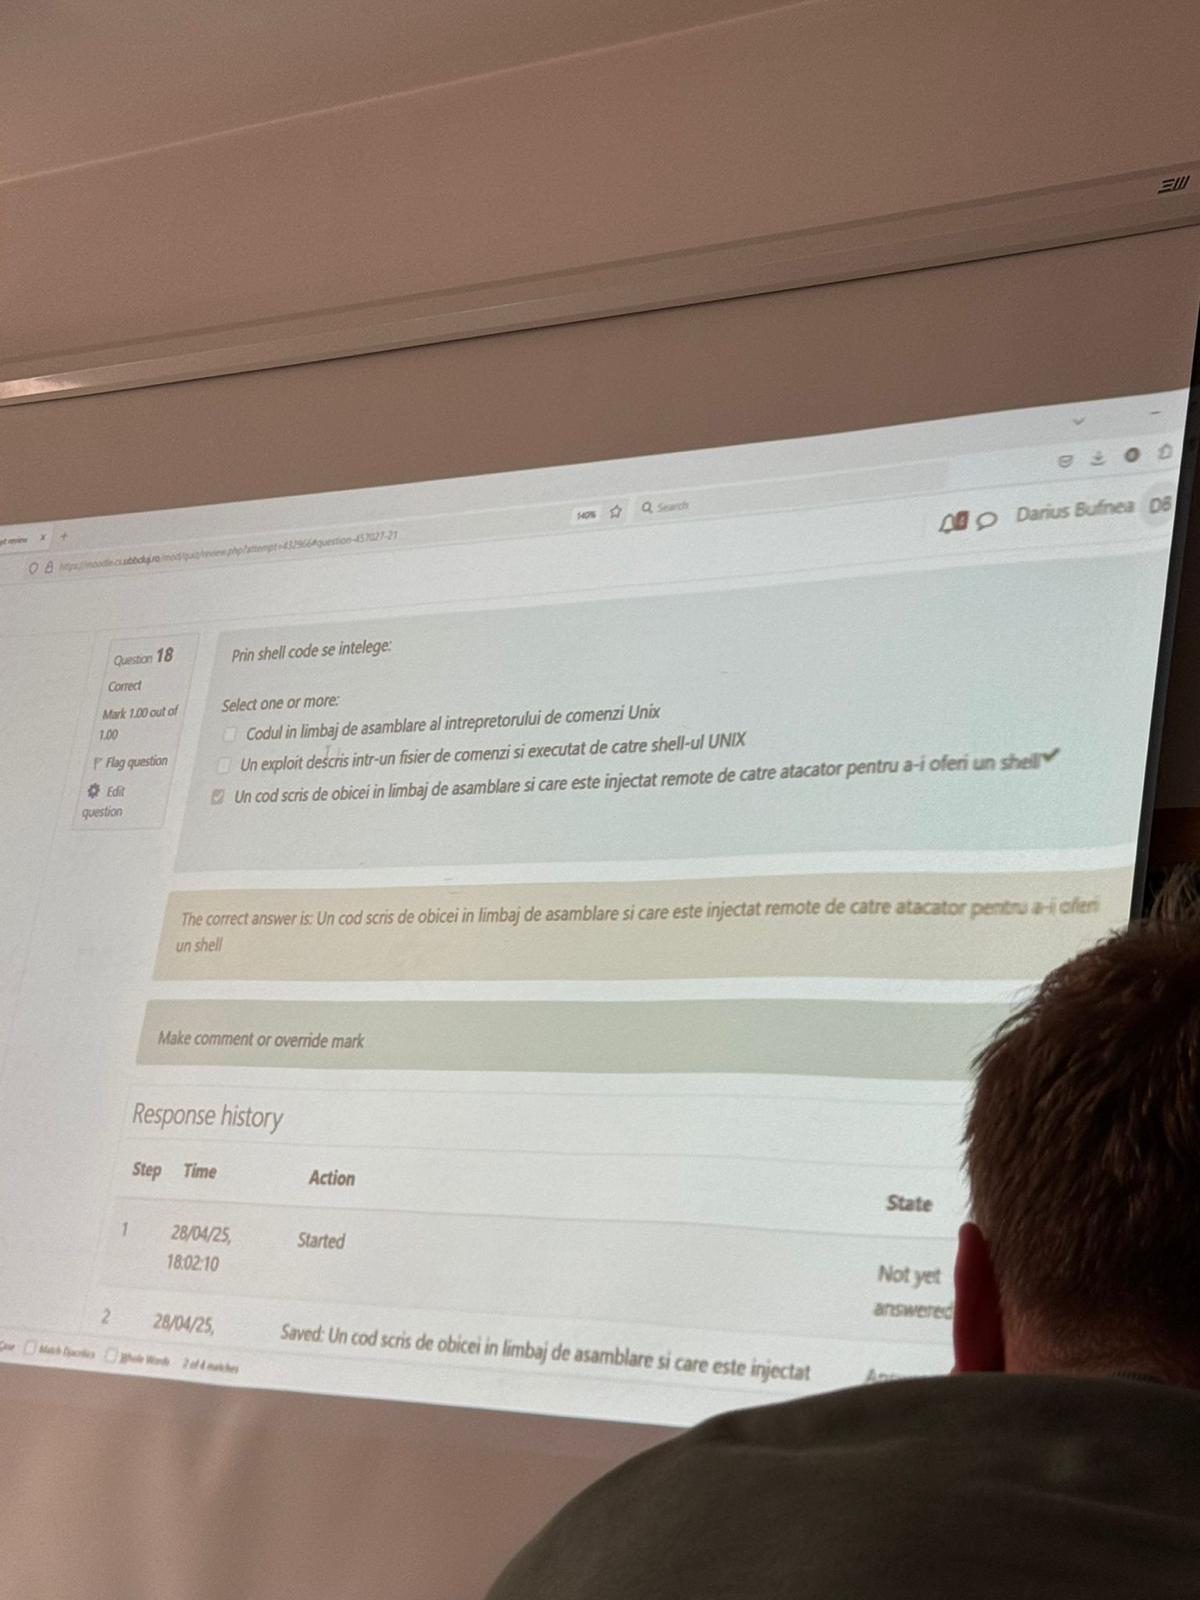 pt review x +
https://moodle.cs.ubbcluj.ro/mod/quiz/review.php?attempt=432966#question-457027-21
140%
Search
Darius Bufnea DB
Question 18
Correct
Mark 1.00 out of
1.00
Flag question
Edit
question
Prin shell code se intelege:
Select one or more:
Codul in limbaj de asamblare al intrepretorului de comenzi Unix
Un exploit descris intr-un fisier de comenzi si executat de catre shell-ul UNIX
Un cod scris de obicei in limbaj de asamblare si care este injectat remote de catre atacator pentru a-i oferi un shell
The correct answer is: Un cod scris de obicei in limbaj de asamblare si care este injectat remote de catre atacator pentru a-i oferi
un shell
Make comment or override mark
Response history
Step Time Action State
1 28/04/25, Started Not yet
18:02:10 answered
2 28/04/25, Saved: Un cod scris de obicei in limbaj de asamblare si care este injectat
Case Match Diacritics Whole Words 2 of 4 matches